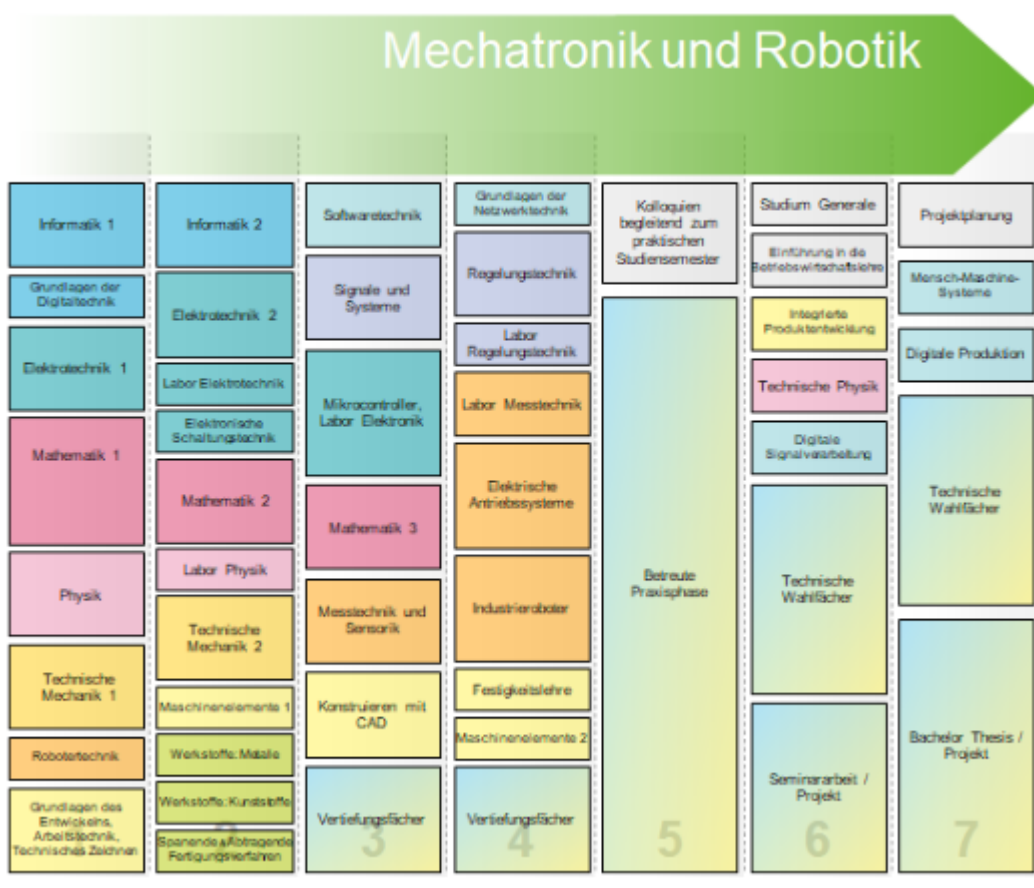 Mechatronik und Robotik
Informatik 1
Grundlagen der
Digitaltechnik
Elektrotechnik 1
Mathematik 1
Physik
Technische
Mechanik 1
Robotertechnik
Grundlagen des
Entwickelns,
Arbeitstechnik,
Technisches Zeichnen
Informatik 2
Elektrotechnik 2
Labor Elektrotechnik
Elektronische
Schaltungstechnik
Mathematik 2
Labor Physik
Technische
Mechanik 2
Maschinenelemente 1
Werkstoffe: Metalle
Werkstoffe: Kunststoffe
Spanende + Abtragende
Fertigungsverfahren
2
Softwaretechnik
Signale und
Systeme
Mikrocontroller,
Labor Elektronik
Mathematik 3
Messtechnik und
Sensorik
Konstruieren mit
CAD
Vertiefungsfächer
3
Grundlagen der
Netzwerktechnik
Regelungstechnik
Labor
Regelungstechnik
Labor Messtechnik
Elektrische
Antriebssysteme
Industrieroboter
Festigkeitslehre
Maschinenelemente 2
Vertiefungsfächer
4
Kolloquien
begleitend zum
praktischen
Studiensemester
Betreute
Praxisphase
5
Studium Generale
Einführung in die
Betriebswirtschaftslehre
Integrierte
Produktentwicklung
Technische Physik
Digitale
Signalverarbeitung
Technische
Wahlfächer
Seminararbeit /
Projekt
6
Projektplanung
Mensch-Maschine-
Systeme
Digitale Produktion
Technische
Wahlfächer
Bachelor Thesis /
Projekt
7